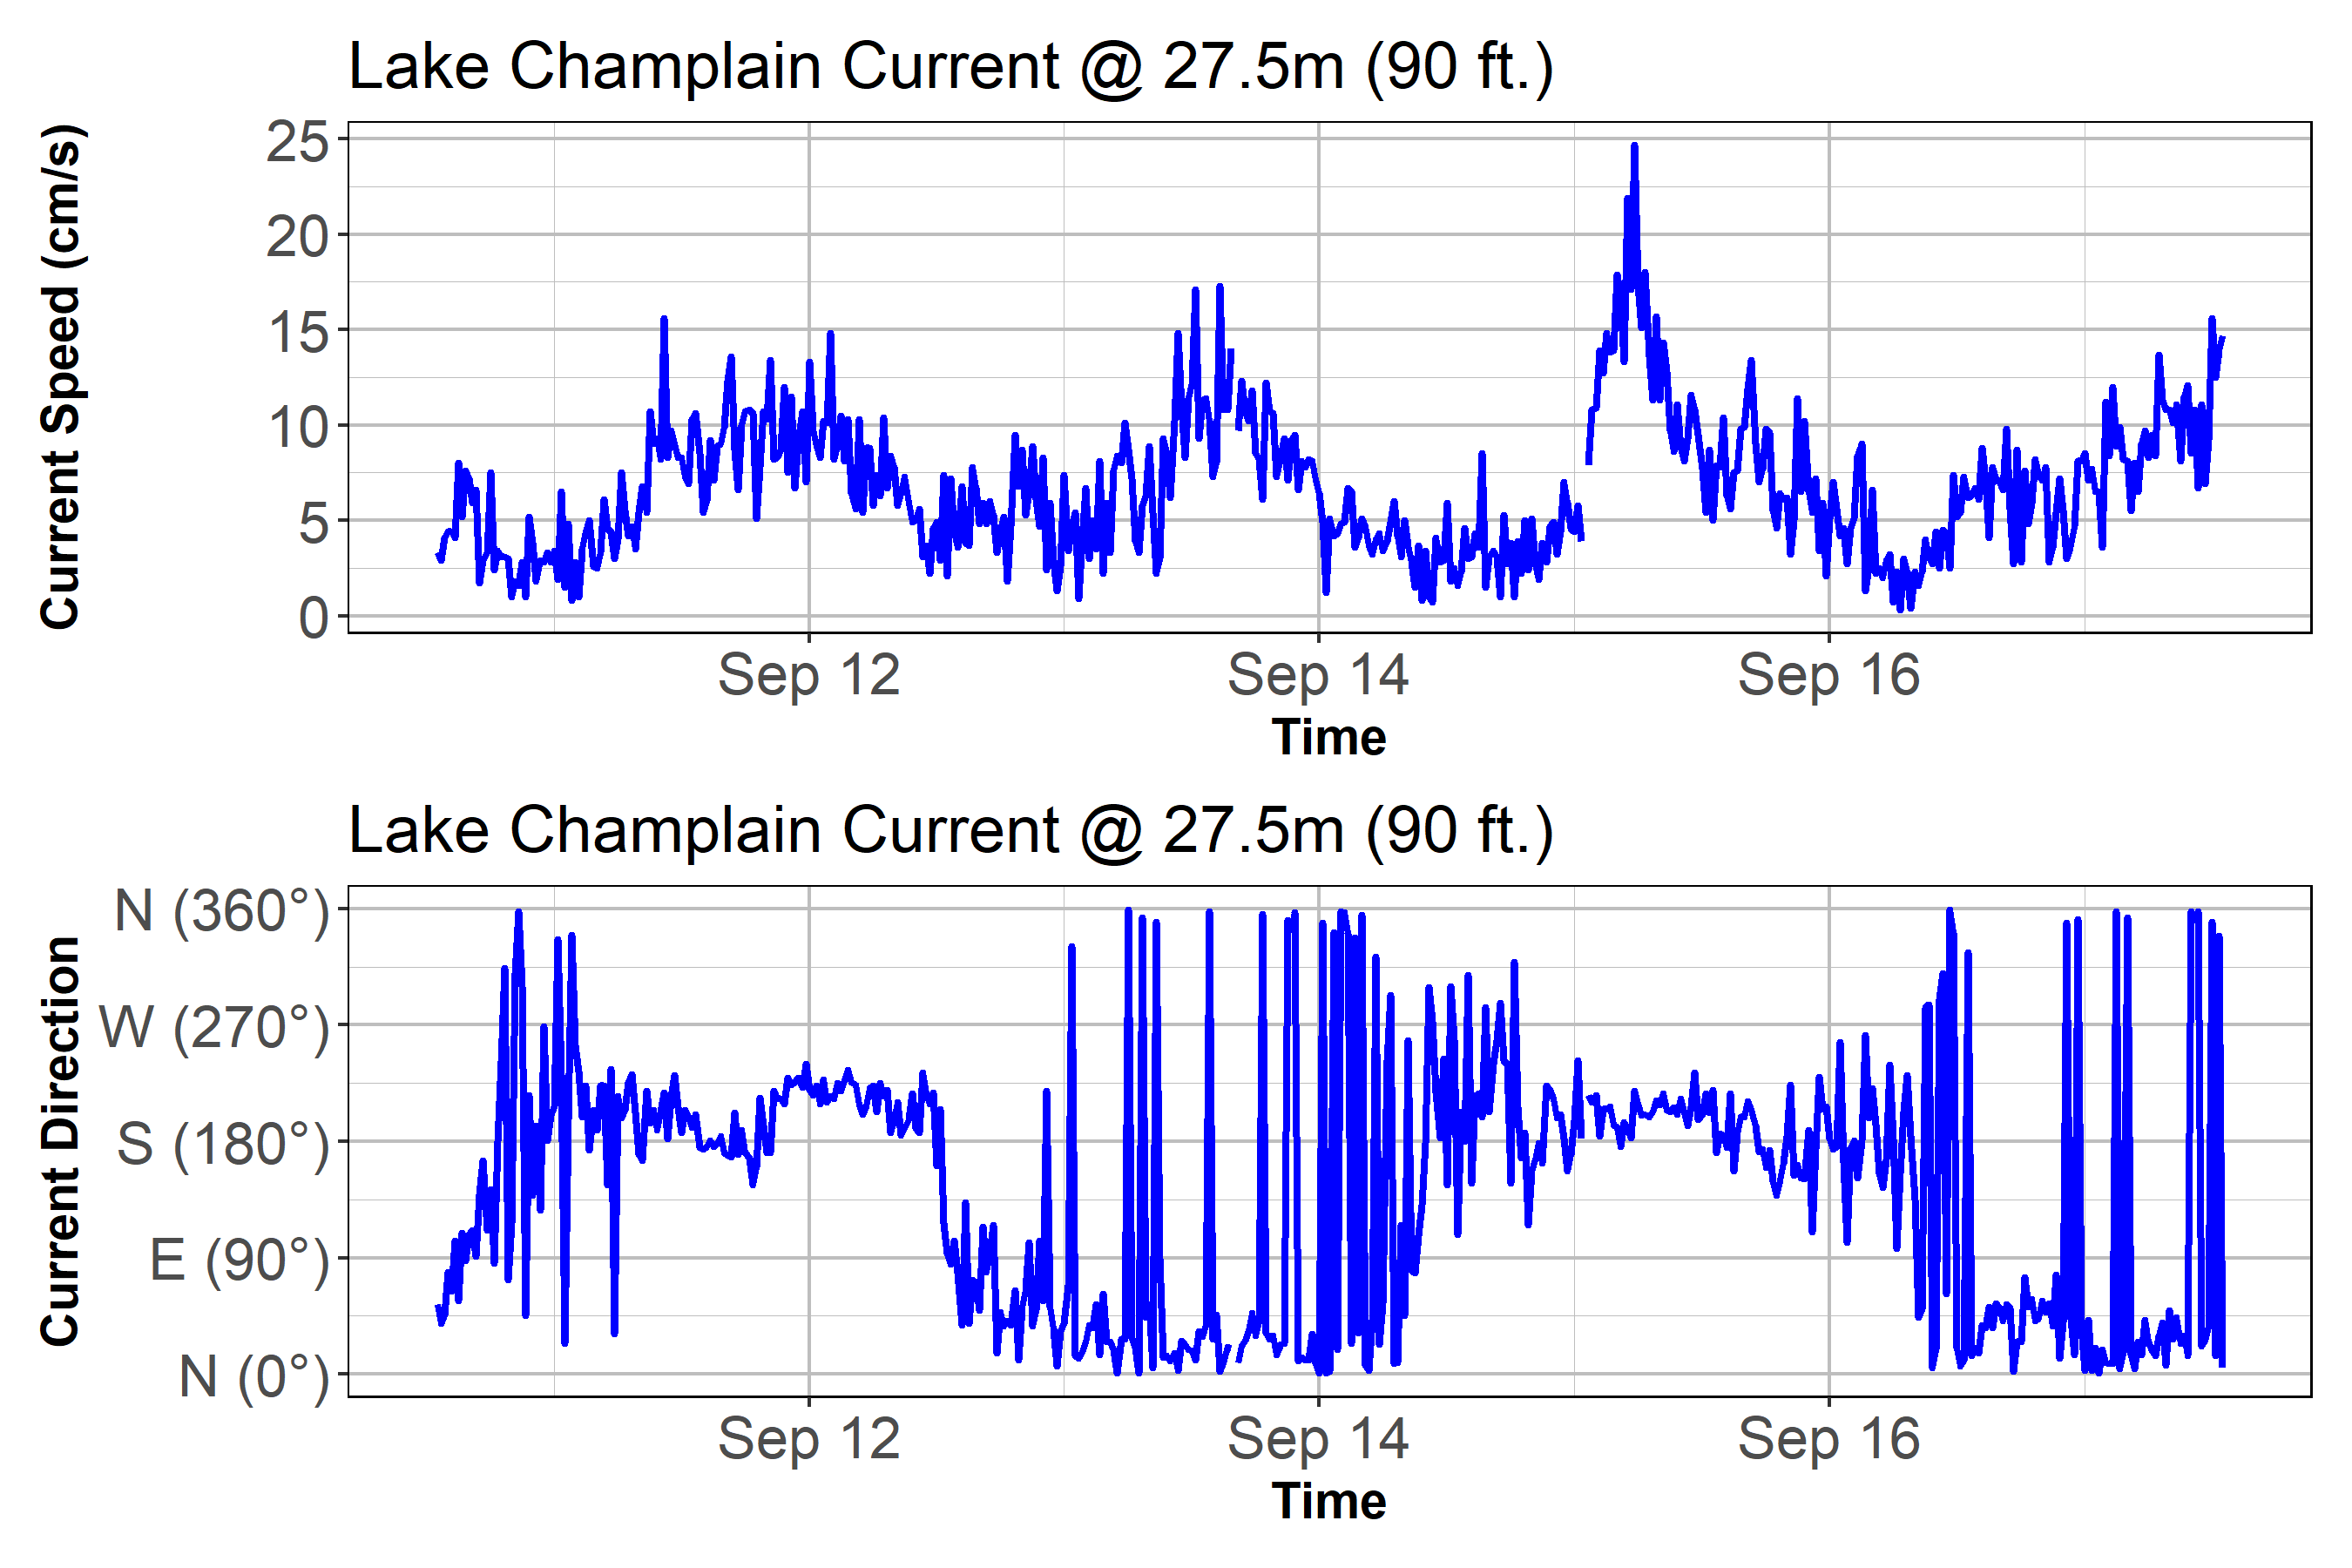 Lake Champlain Current @ 27.5m (90 ft.)
Current Speed (cm/s)
25
20
15
10
5
0
Sep 12 Sep 14 Sep 16
Time
Lake Champlain Current @ 27.5m (90 ft.)
Current Direction
N (360°)
W (270°)
S (180°)
E (90°)
N (0°)
Sep 12 Sep 14 Sep 16
Time